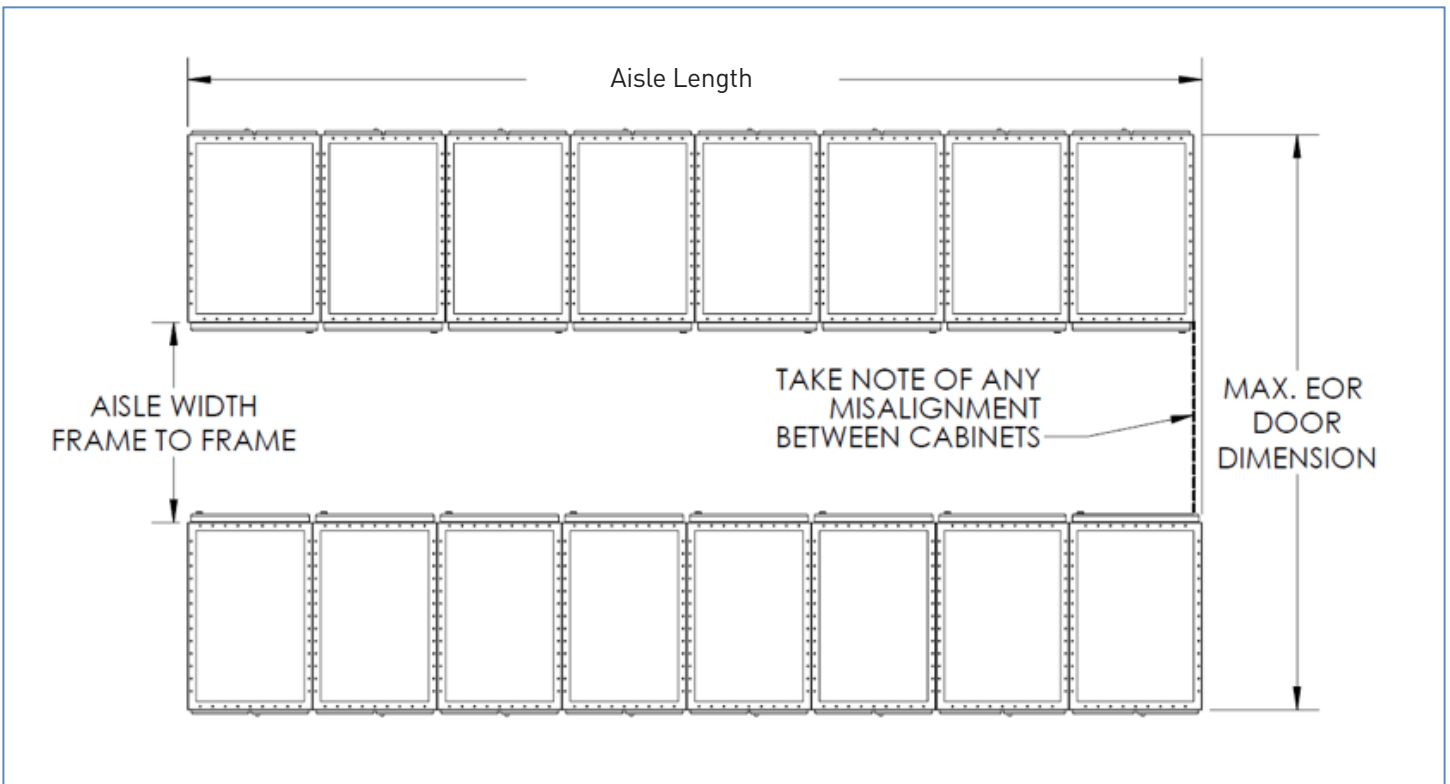 Aisle Length
AISLE WIDTH
FRAME TO FRAME
TAKE NOTE OF ANY
MISALIGNMENT
BETWEEN CABINETS
MAX. EOR
DOOR
DIMENSION